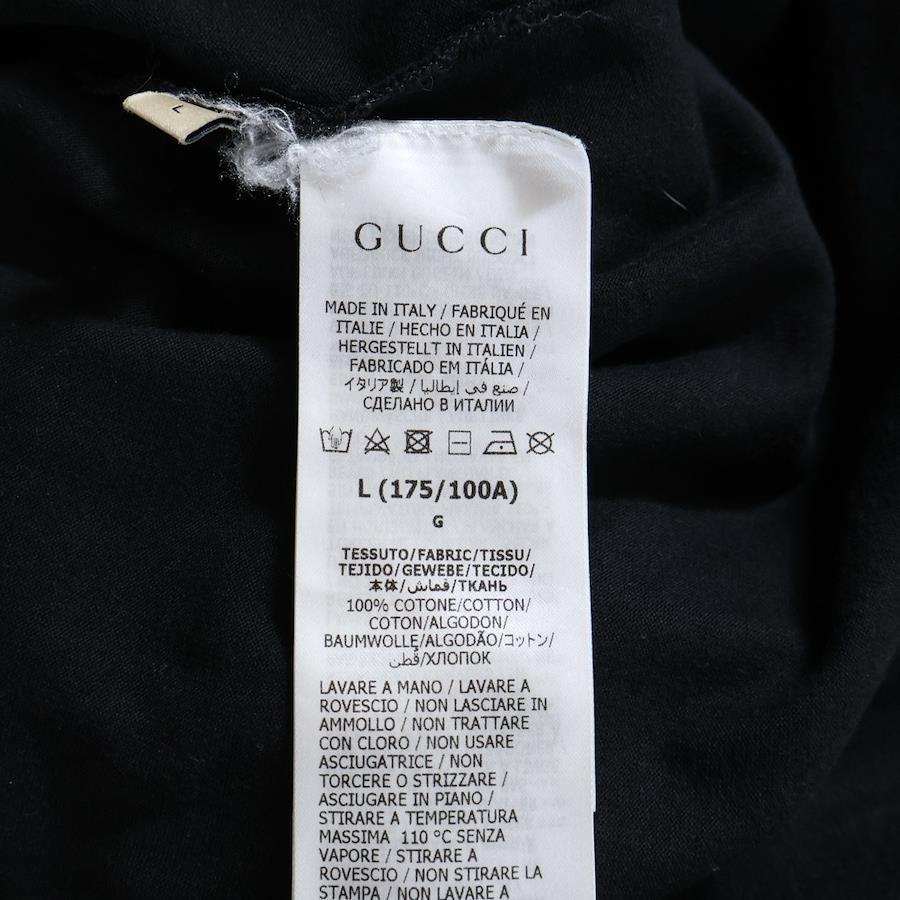 L
GUCCI
MADE IN ITALY / FABRIQUÉ EN
ITALIE / HECHO EN ITALIA /
HERGESTELLT IN ITALIEN /
FABRICADO EM ITÁLIA /
イタリア製 / صنع في إيطاليا /
СДЕЛАНО В ИТАЛИИ
L (175/100A)
G
TESSUTO/FABRIC/TISSU/
TEJIDO/GEWEBE/TECIDO/
本体/قماش/ТКАНЬ
100% COTONE/COTTON/
COTON/ALGODON/
BAUMWOLLE/ALGODÃO/コットン/
قطن/ХЛОПОК
LAVARE A MANO / LAVARE A
ROVESCIO / NON LASCIARE IN
AMMOLLO / NON TRATTARE
CON CLORO / NON USARE
ASCIUGATRICE / NON
TORCERE O STRIZZARE /
ASCIUGARE IN PIANO /
STIRARE A TEMPERATURA
MASSIMA 110 °C SENZA
VAPORE / STIRARE A
ROVESCIO / NON STIRARE LA
STAMPA / NON LAVARE A